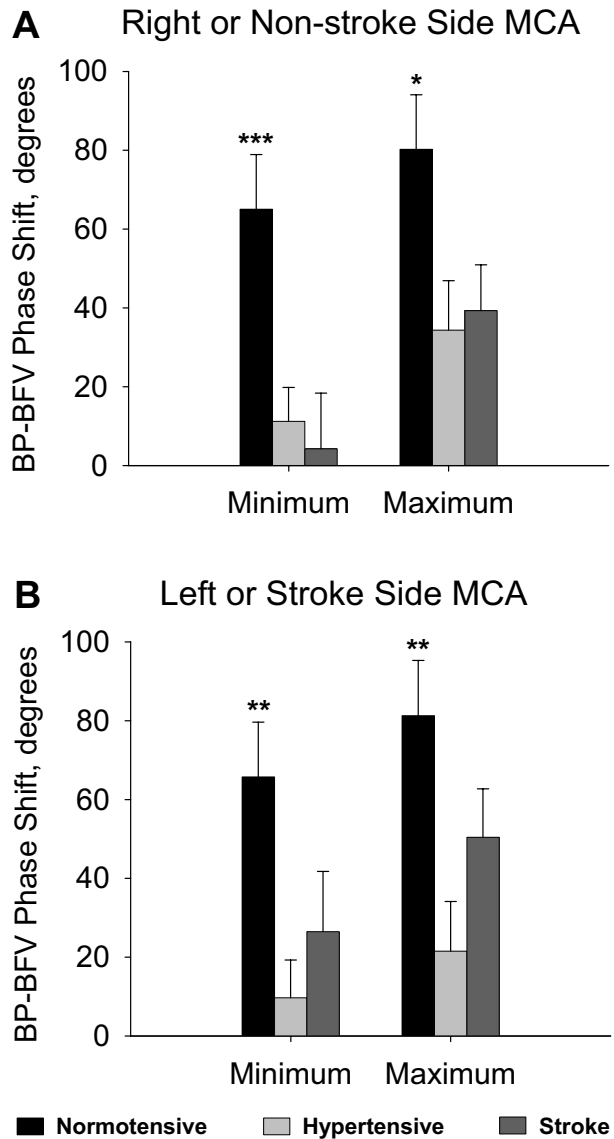 A Right or Non-stroke Side MCA
BP-BFV Phase Shift, degrees
100
80
60
40
20
0
***
*
Minimum Maximum
B Left or Stroke Side MCA
BP-BFV Phase Shift, degrees
100
80
60
40
20
0
**
**
Minimum Maximum
Normotensive Hypertensive Stroke